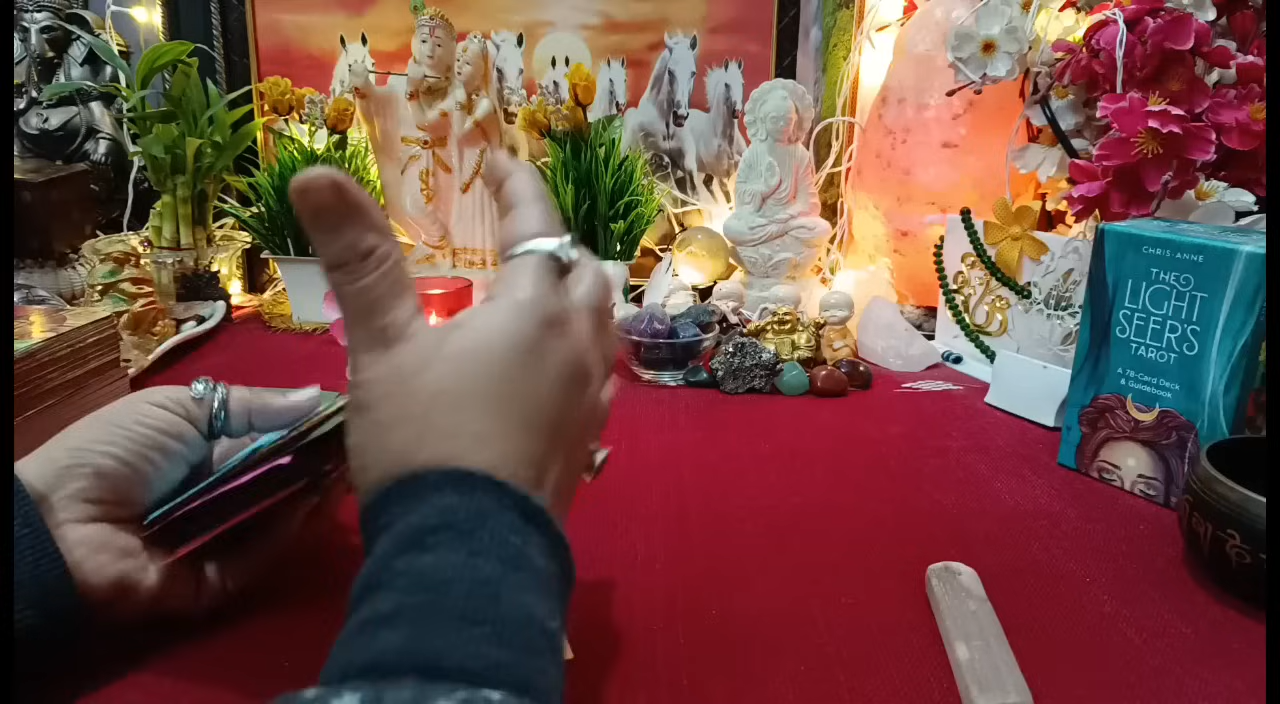 CHRIS-ANNE
THE
LIGHT
SEER'S
TAROT
A 78-Card Deck
& Guidebook